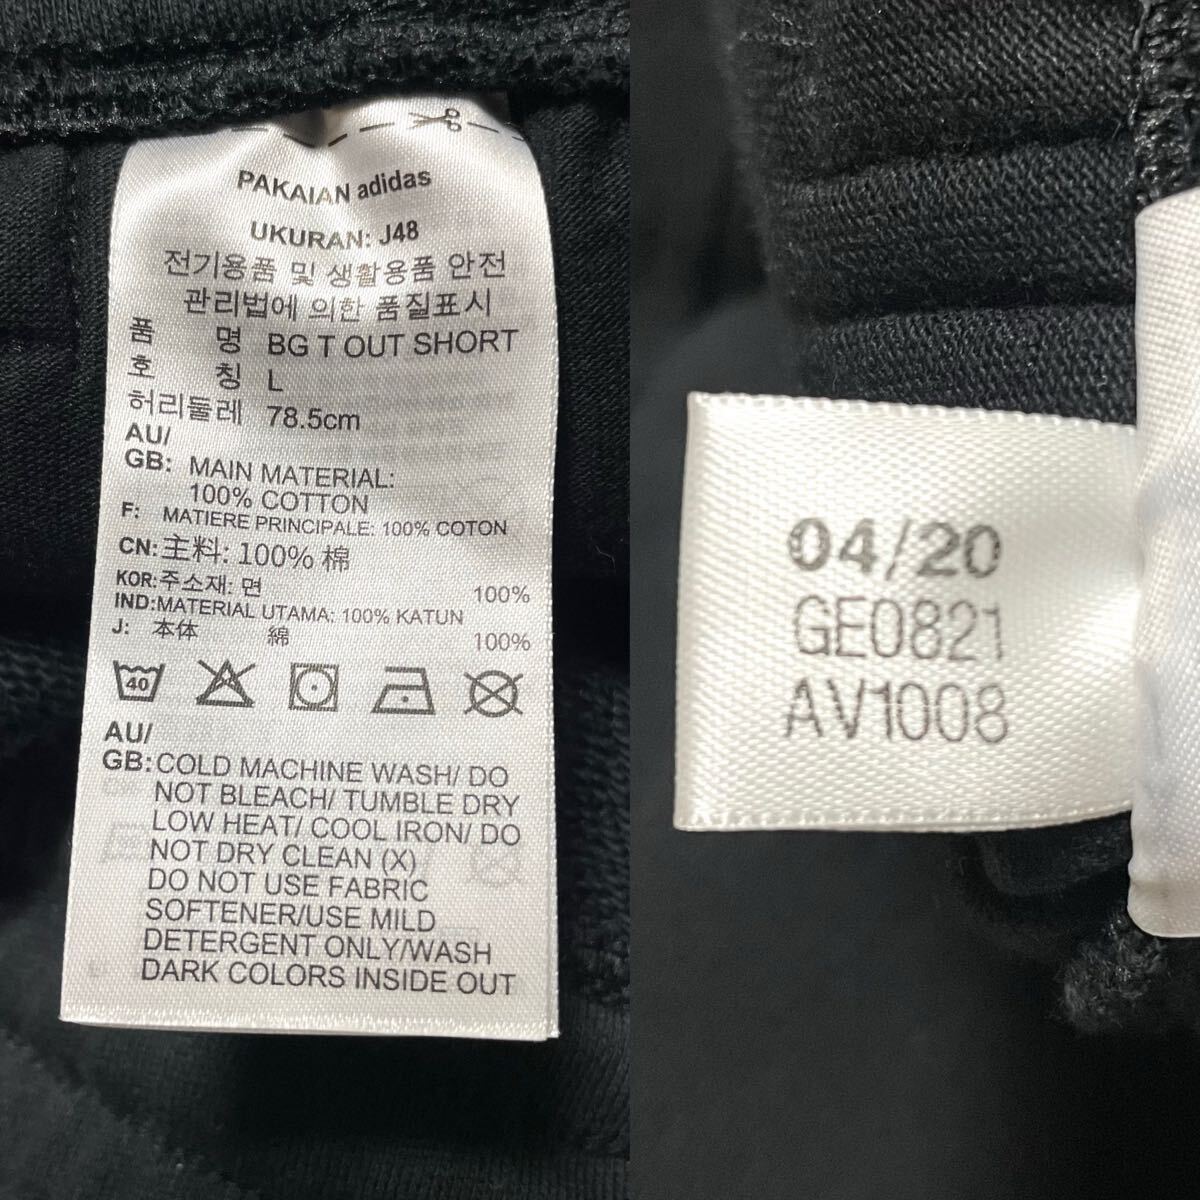 PAKAIAN adidas
UKURAN: J48
전기용품 및 생활용품 안전
관리법에 의한 품질표시
품 명 BG T OUT SHORT
호 칭 L
허리둘레 78.5cm
AU/
GB: MAIN MATERIAL:
100% COTTON
F: MATIERE PRINCIPALE: 100% COTON
CN:主料: 100% 棉
KOR:주소재: 면 100%
IND:MATERIAL UTAMA: 100% KATUN
J: 本体 綿 100%
40
AU/
GB:COLD MACHINE WASH/ DO
NOT BLEACH/ TUMBLE DRY
LOW HEAT/ COOL IRON/ DO
NOT DRY CLEAN (X)
DO NOT USE FABRIC
SOFTENER/USE MILD
DETERGENT ONLY/WASH
DARK COLORS INSIDE OUT
04/20
GE0821
AV1008